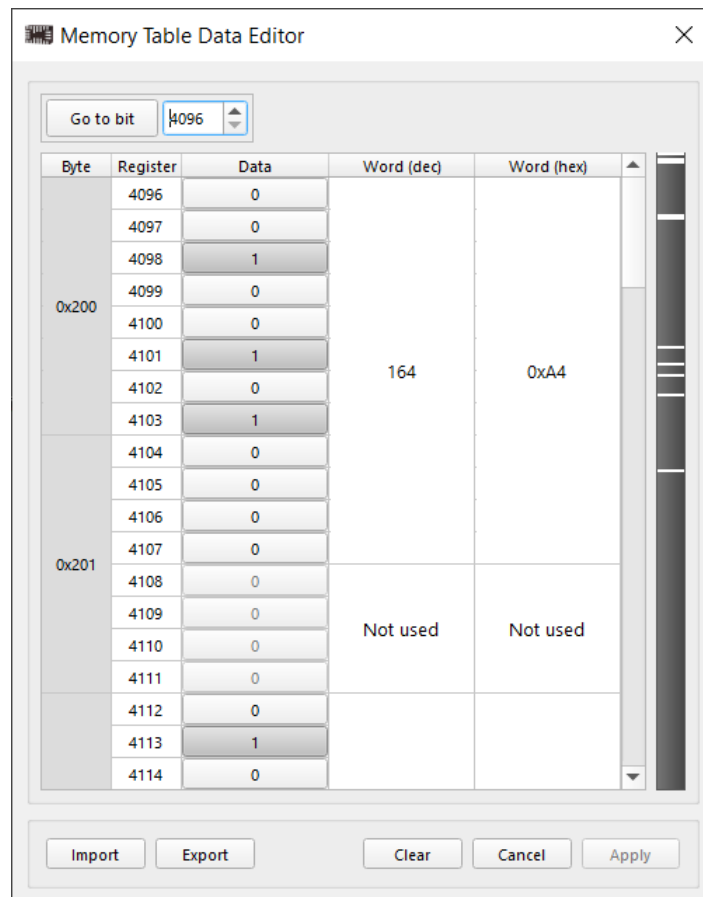 Memory Table Data Editor
Go to bit 4096
Byte Register Data Word (dec) Word (hex)
4096 0
4097 0
4098 1
4099 0
0x200
4100 0
4101 1
164 0xA4
4102 0
4103 1
4104 0
4105 0
4106 0
4107 0
0x201
4108 0
4109 0
Not used Not used
4110 0
4111 0
4112 0
4113 1
4114 0
Import Export Clear Cancel Apply